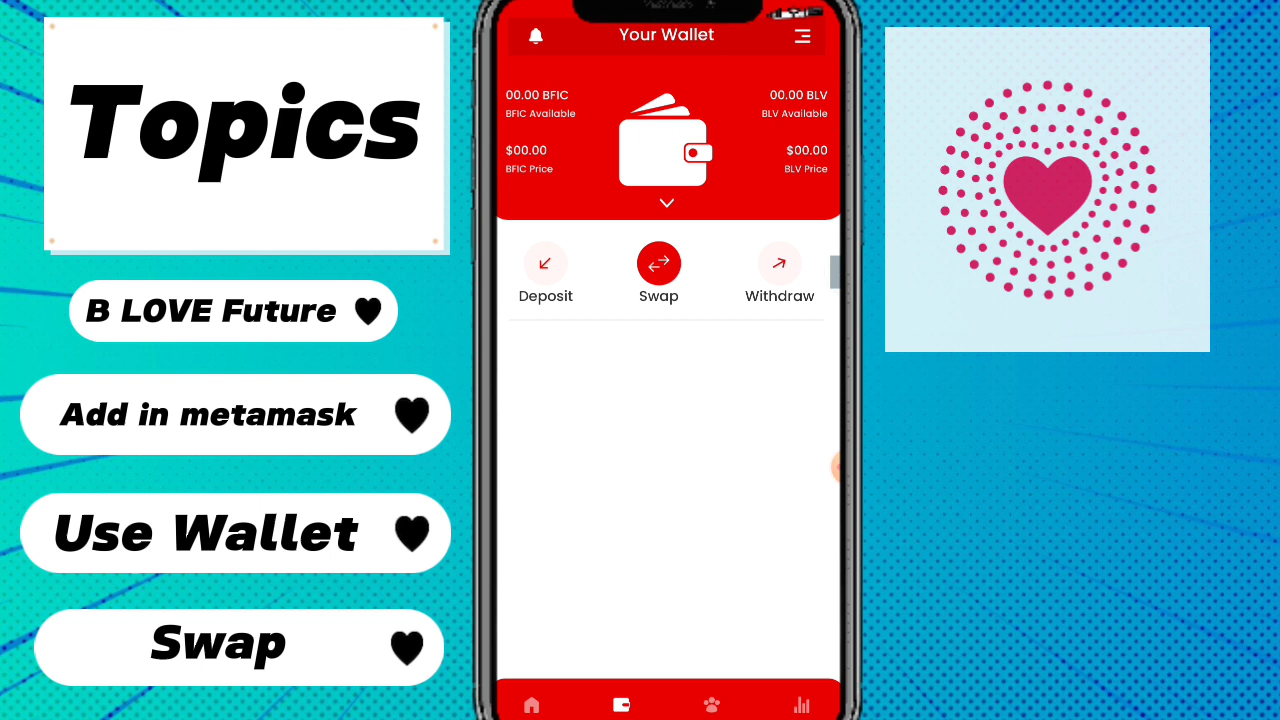 Topics
B LOVE Future
Add in metamask
Use Wallet
Swap
Your Wallet
00.00 BFIC
BFIC Available
$00.00
BFIC Price
00.00 BLV
BLV Available
$00.00
BLV Price
Deposit
Swap
Withdraw